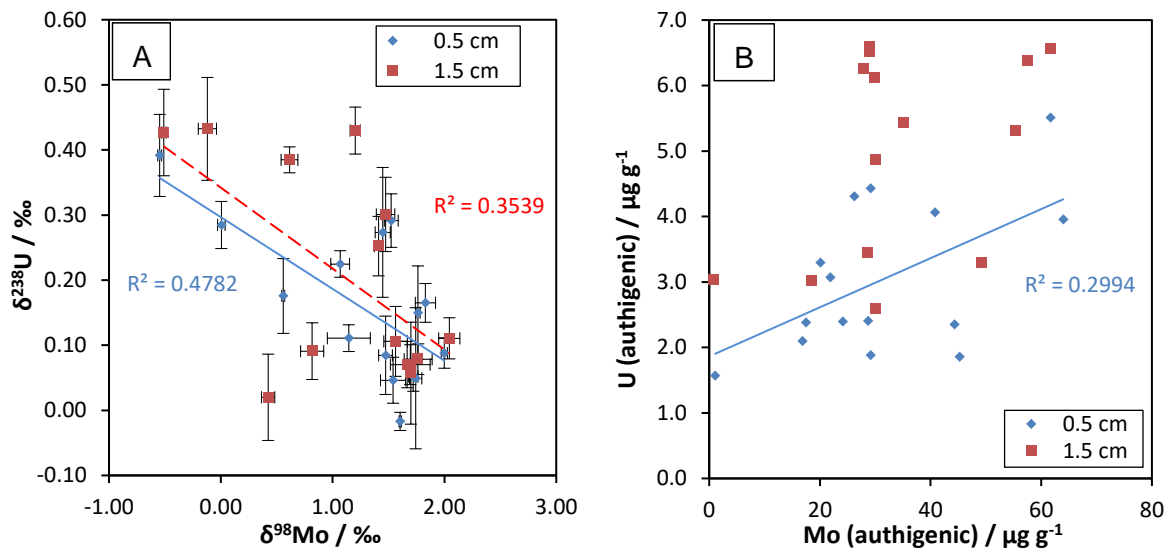 A
0.5 cm
1.5 cm
0.60
0.50
0.40
0.30
0.20
0.10
0.00
-0.10
R² = 0.3539
R² = 0.4782
δ²³⁸U / ‰
-1.00 0.00 1.00 2.00 3.00
δ⁹⁸Mo / ‰
B
7.0
6.0
5.0
4.0
3.0
2.0
1.0
0.0
R² = 0.2994
U (authigenic) / µg g⁻¹
0.5 cm
1.5 cm
0 20 40 60 80
Mo (authigenic) / µg g⁻¹